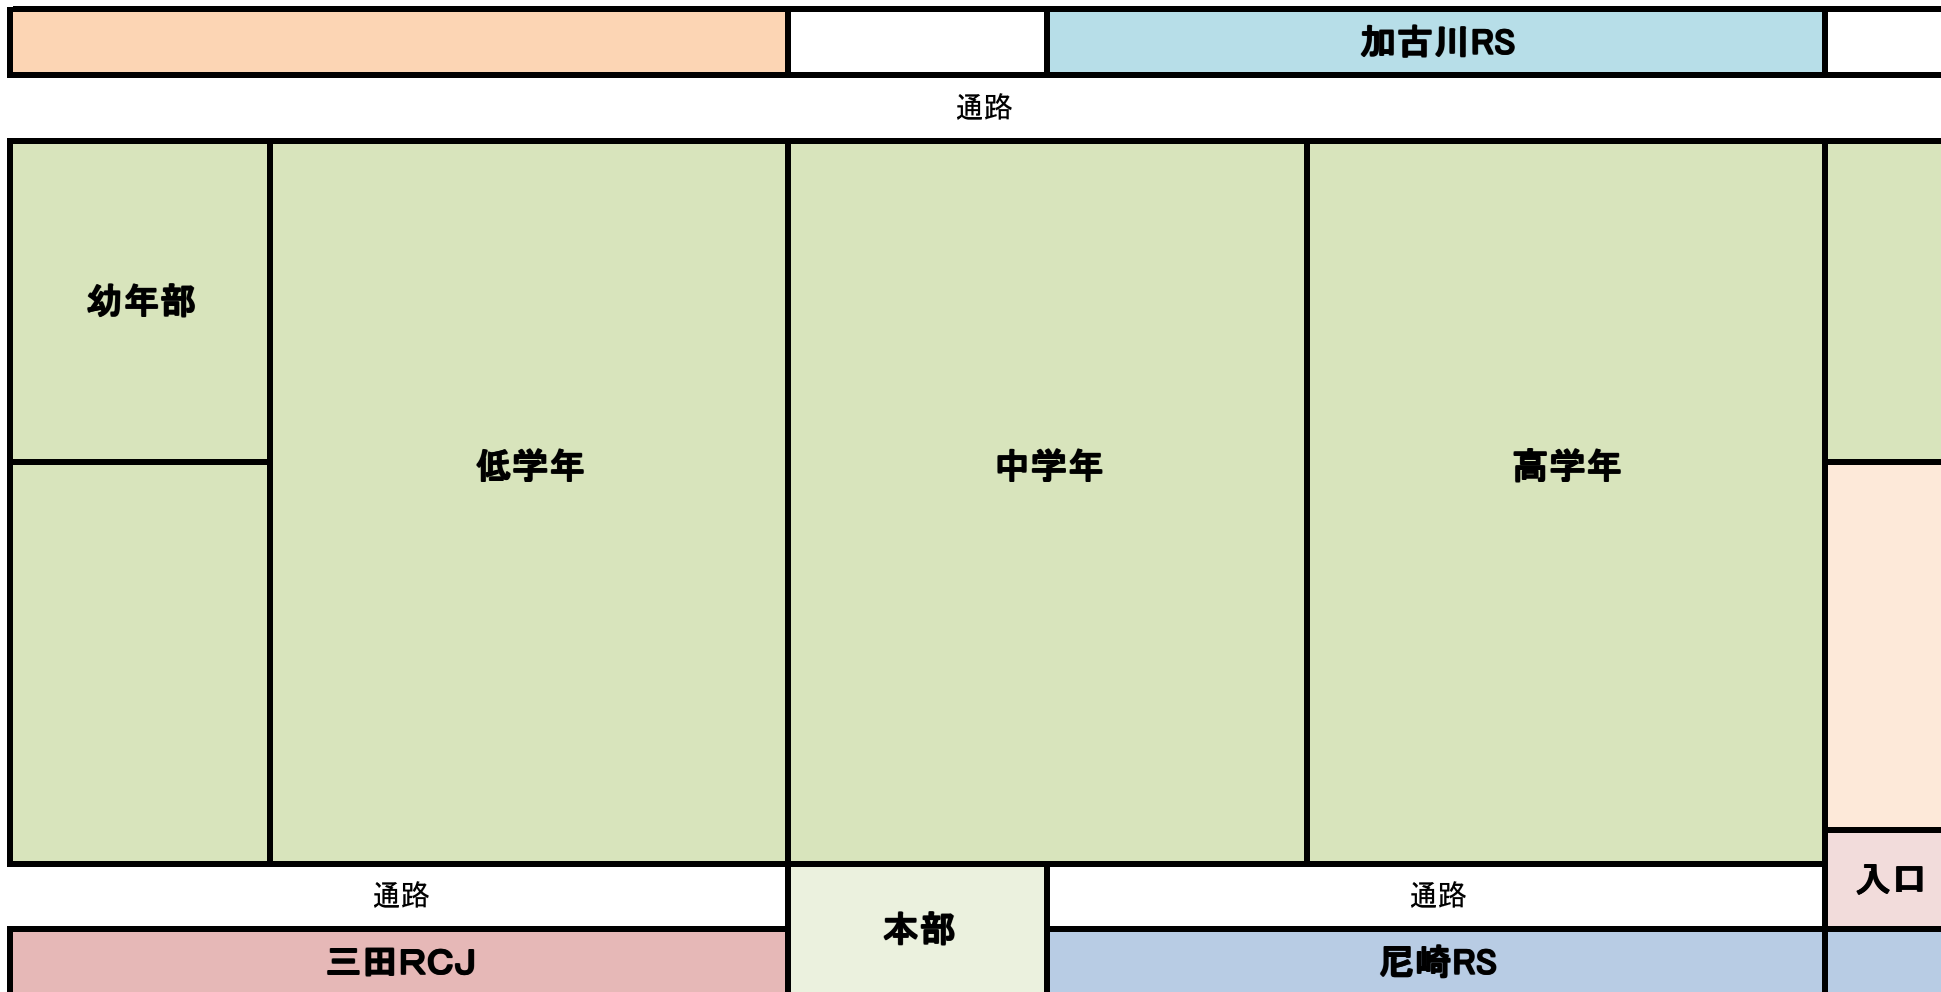 加古川RS
通路
幼年部
低学年
中学年
高学年
入口
通路
本部
通路
三田RCJ
尼崎RS